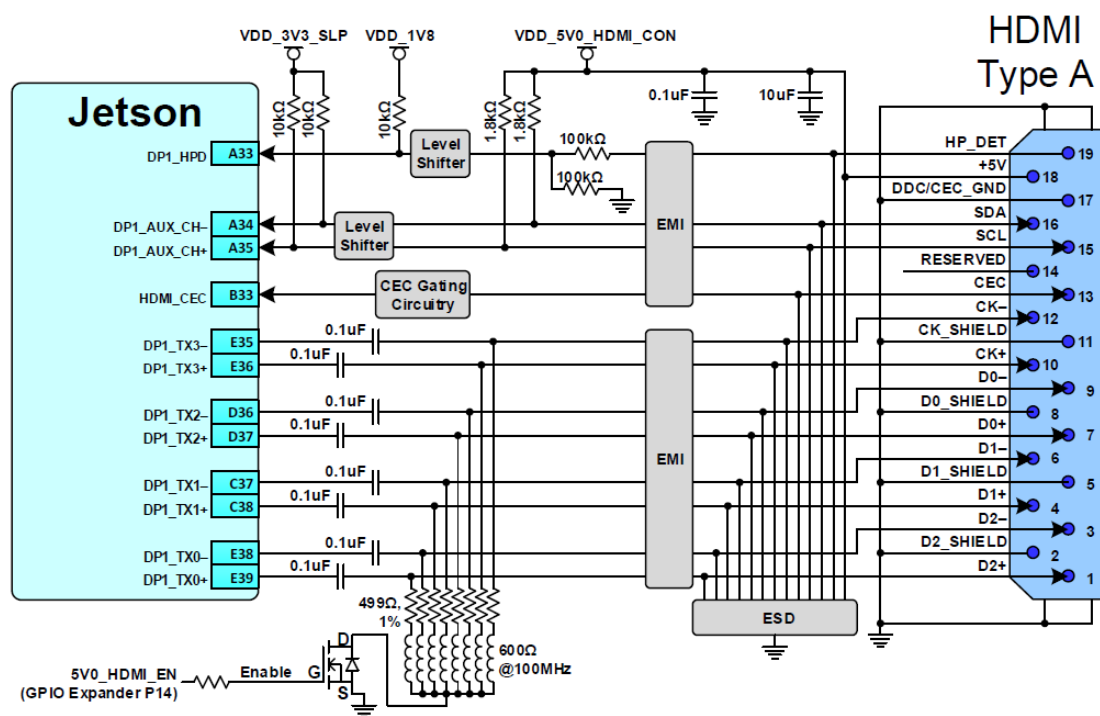 HDMI
Type A
VDD_3V3_SLP
VDD_1V8
VDD_5V0_HDMI_CON
Jetson
10kΩ
10kΩ
10kΩ
1.8kΩ
1.8kΩ
0.1uF
10uF
DP1_HPD
A33
Level
Shifter
100kΩ
100kΩ
EMI
HP_DET
19
+5V
18
DDC/CEC_GND
17
DP1_AUX_CH–
A34
Level
Shifter
SDA
16
DP1_AUX_CH+
A35
SCL
15
RESERVED
14
HDMI_CEC
B33
CEC Gating
Circuitry
CEC
13
CK–
12
DP1_TX3–
E35
0.1uF
CK_SHIELD
11
DP1_TX3+
E36
0.1uF
CK+
10
D0–
9
DP1_TX2–
D36
0.1uF
D0_SHIELD
8
DP1_TX2+
D37
0.1uF
D0+
7
EMI
D1–
6
DP1_TX1–
C37
0.1uF
D1_SHIELD
5
DP1_TX1+
C38
0.1uF
D1+
4
D2–
3
DP1_TX0–
E38
0.1uF
D2_SHIELD
2
DP1_TX0+
E39
0.1uF
D2+
1
499Ω,
1%
ESD
600Ω
@100MHz
5V0_HDMI_EN
(GPIO Expander P14)
Enable
G
D
S